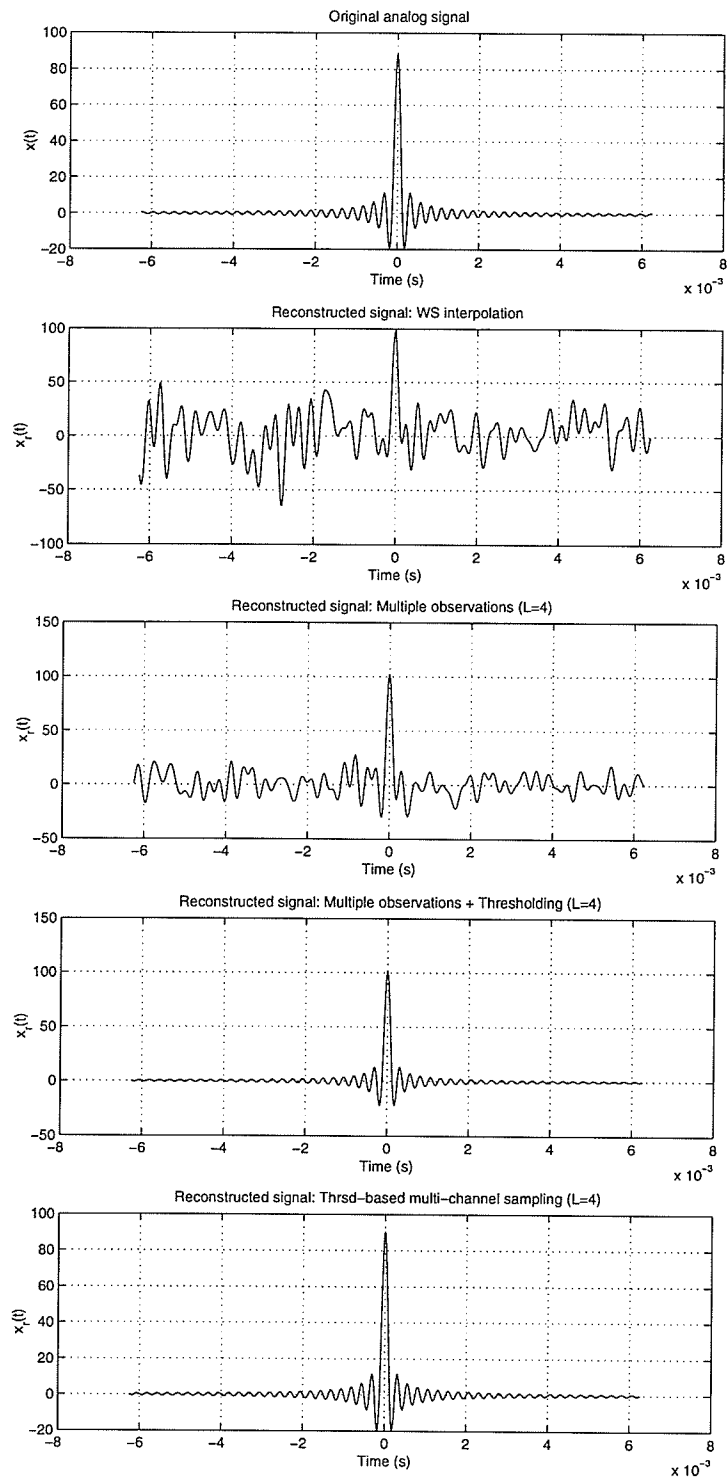 Original analog signal
100
80
60
40
20
0
−20
x(t)
−8 −6 −4 −2 0 2 4 6 8
Time (s)
x 10−3
Reconstructed signal: WS interpolation
100
50
0
−50
−100
xr(t)
−8 −6 −4 −2 0 2 4 6 8
Time (s)
x 10−3
Reconstructed signal: Multiple observations (L=4)
150
100
50
0
−50
xr(t)
−8 −6 −4 −2 0 2 4 6 8
Time (s)
x 10−3
Reconstructed signal: Multiple observations + Thresholding (L=4)
150
100
50
0
−50
xr(t)
−8 −6 −4 −2 0 2 4 6 8
Time (s)
x 10−3
Reconstructed signal: Thrsd−based multi−channel sampling (L=4)
100
80
60
40
20
0
−20
xr(t)
−8 −6 −4 −2 0 2 4 6 8
Time (s)
x 10−3